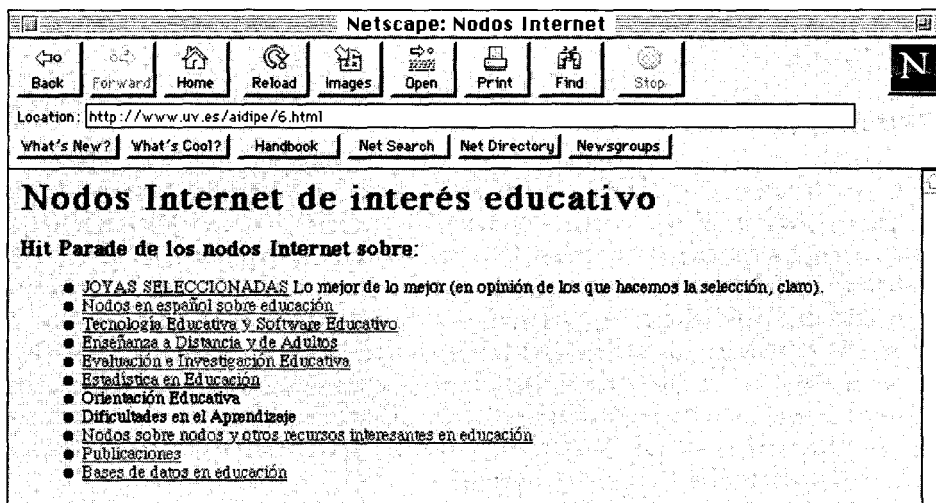 Netscape: Nodos Internet
Back Forward Home Reload Images Open Print Find Stop N
Location: http://www.uv.es/aidipe/6.html
What's New? What's Cool? Handbook Net Search Net Directory Newsgroups
Nodos Internet de interés educativo
Hit Parade de los nodos Internet sobre:
JOYAS SELECCIONADAS Lo mejor de lo mejor (en opinión de los que hacemos la selección, claro).
Nodos en español sobre educación
Tecnología Educativa y Software Educativo
Enseñanza a Distancia y de Adultos
Evaluación e Investigación Educativa
Estadística en Educación
Orientación Educativa
Dificultades en el Aprendizaje
Nodos sobre nodos y otros recursos interesantes en educación
Publicaciones
Bases de datos en educación